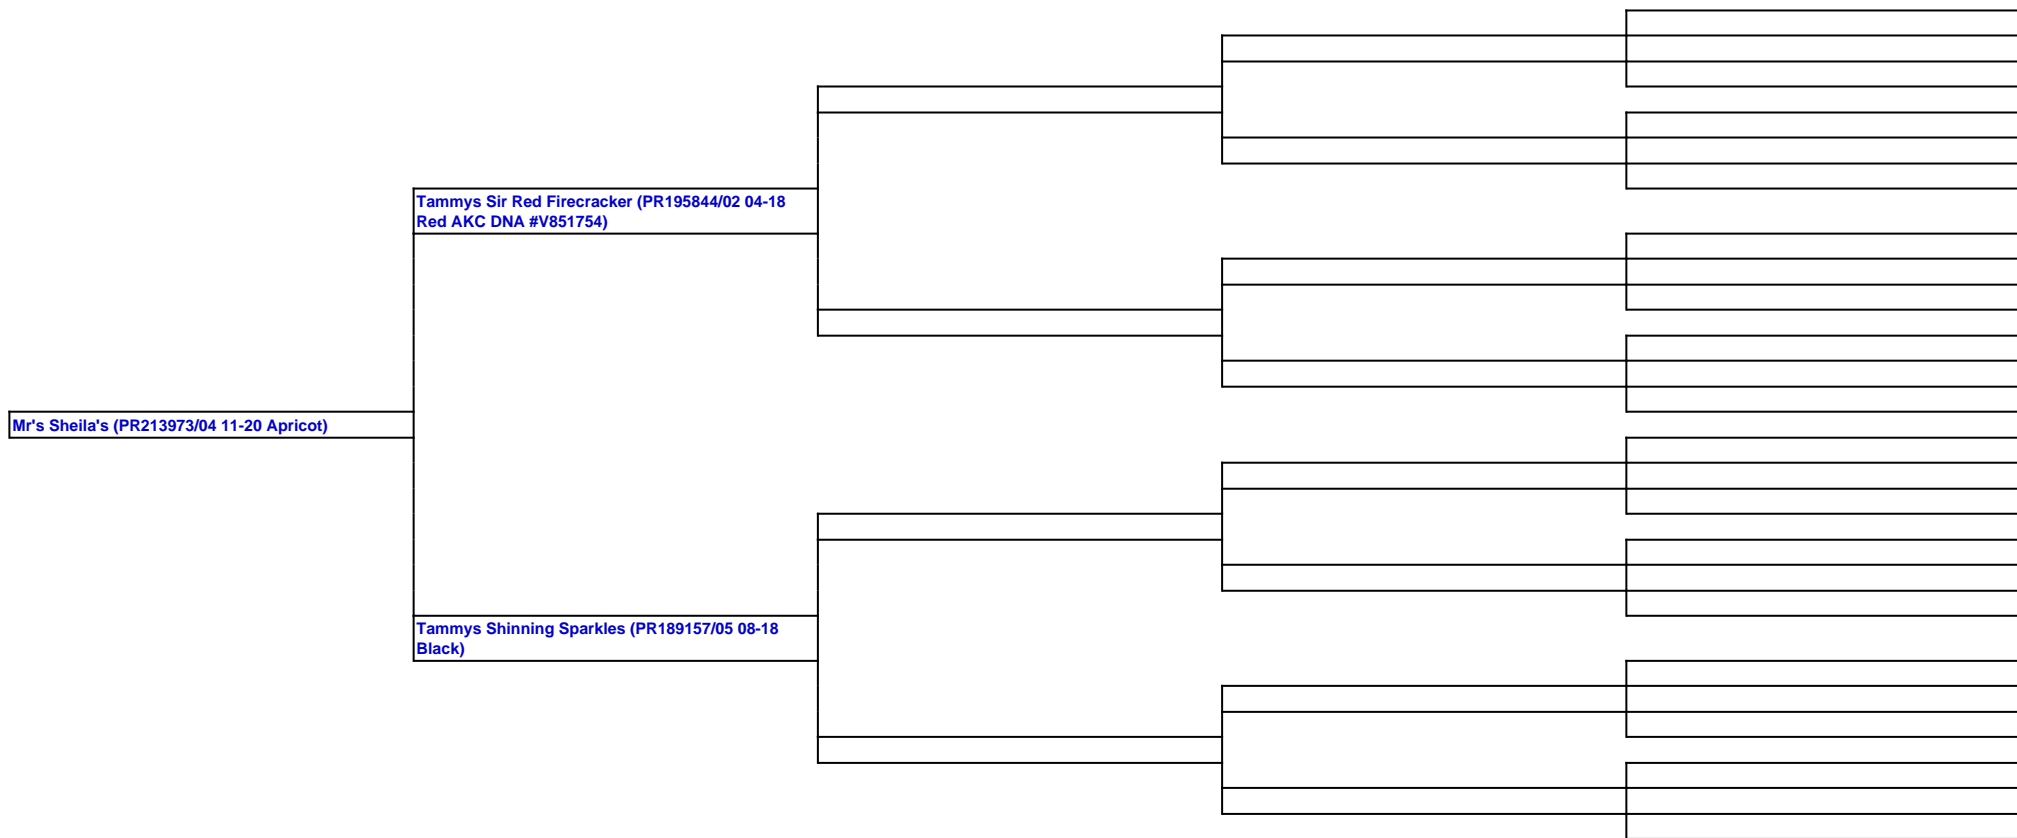 Tammys Sir Red Firecracker (PR195844/02 04-18
Red AKC DNA #V851754)
Mr's Sheila's (PR213973/04 11-20 Apricot)
Tammys Shinning Sparkles (PR189157/05 08-18
Black)